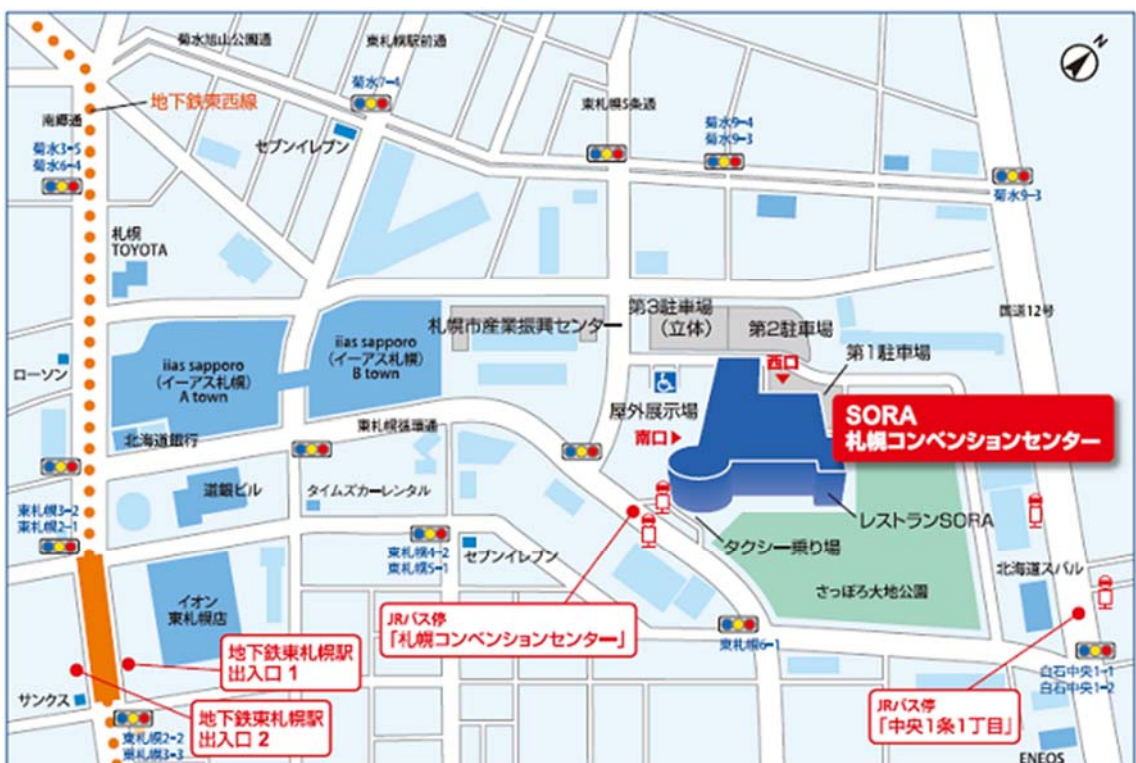 菊水旭山公園通
東札幌駅前通
N
地下鉄東西線
菊水7-4
東札幌5条通
南郷通
菊水3-5
菊水6-4
セブンイレブン
菊水9-4
菊水9-3
菊水9-3
札幌
TOYOTA
国道12号
札幌市産業振興センター
第3駐車場
（立体）
第2駐車場
第1駐車場
西口
iias sapporo
（イーアス札幌）
A town
iias sapporo
（イーアス札幌）
B town
ローソン
屋外展示場
南口
SORA
札幌コンベンションセンター
北海道銀行
東札幌循環通
道銀ビル
タイムズカーレンタル
東札幌3-2
東札幌2-1
レストランSORA
タクシー乗り場
東札幌4-2
東札幌5-1
セブンイレブン
北海道スバル
さっぽろ大地公園
イオン
東札幌店
JRバス停
「札幌コンベンションセンター」
東札幌6-1
地下鉄東札幌駅
出入口 1
白石中央1-1
白石中央1-2
サンクス
地下鉄東札幌駅
出入口 2
JRバス停
「中央1条1丁目」
東札幌2-2
東札幌3-3
ENEOS